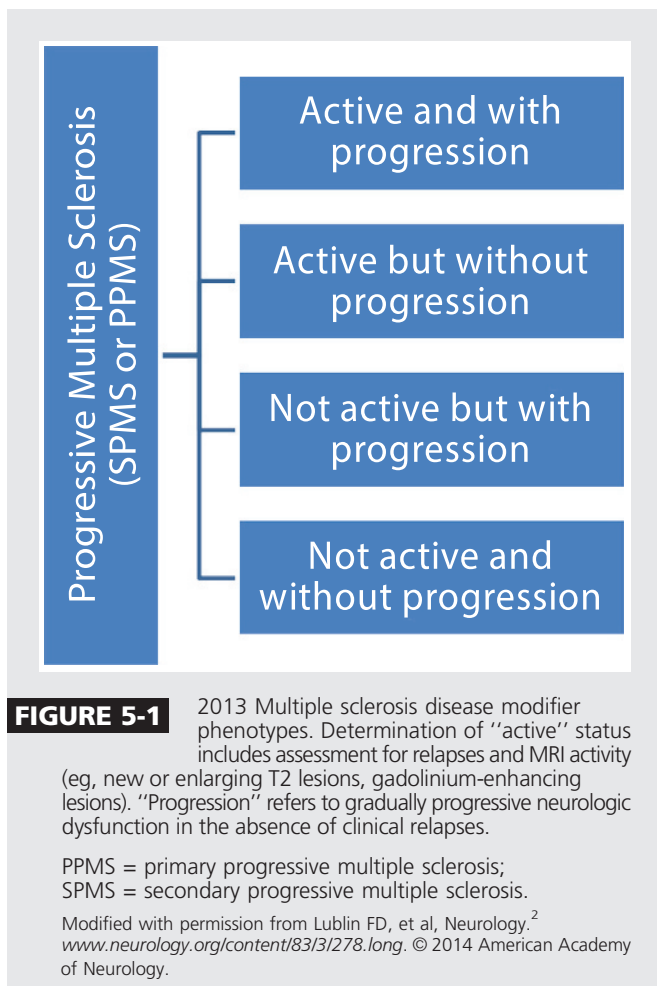 Progressive Multiple Sclerosis
(SPMS or PPMS)
Active and with
progression
Active but without
progression
Not active but with
progression
Not active and
without progression
FIGURE 5-1
2013 Multiple sclerosis disease modifier
phenotypes. Determination of ''active'' status
includes assessment for relapses and MRI activity
(eg, new or enlarging T2 lesions, gadolinium-enhancing
lesions). ''Progression'' refers to gradually progressive neurologic
dysfunction in the absence of clinical relapses.
PPMS = primary progressive multiple sclerosis;
SPMS = secondary progressive multiple sclerosis.
Modified with permission from Lublin FD, et al, Neurology.2
www.neurology.org/content/83/3/278.long. © 2014 American Academy
of Neurology.